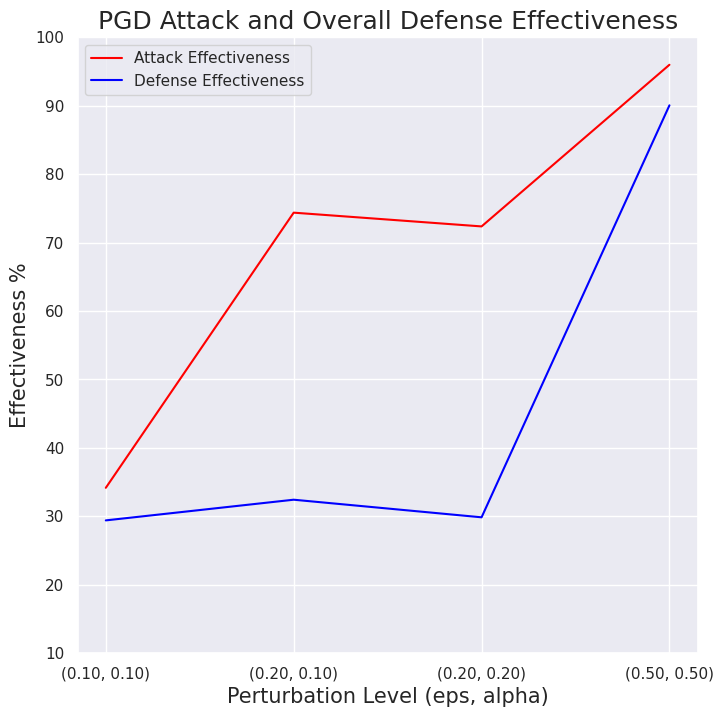 PGD Attack and Overall Defense Effectiveness
Attack Effectiveness
Defense Effectiveness
100
90
80
70
60
50
40
30
20
10
Effectiveness %
(0.10, 0.10)
(0.20, 0.10)
(0.20, 0.20)
(0.50, 0.50)
Perturbation Level (eps, alpha)